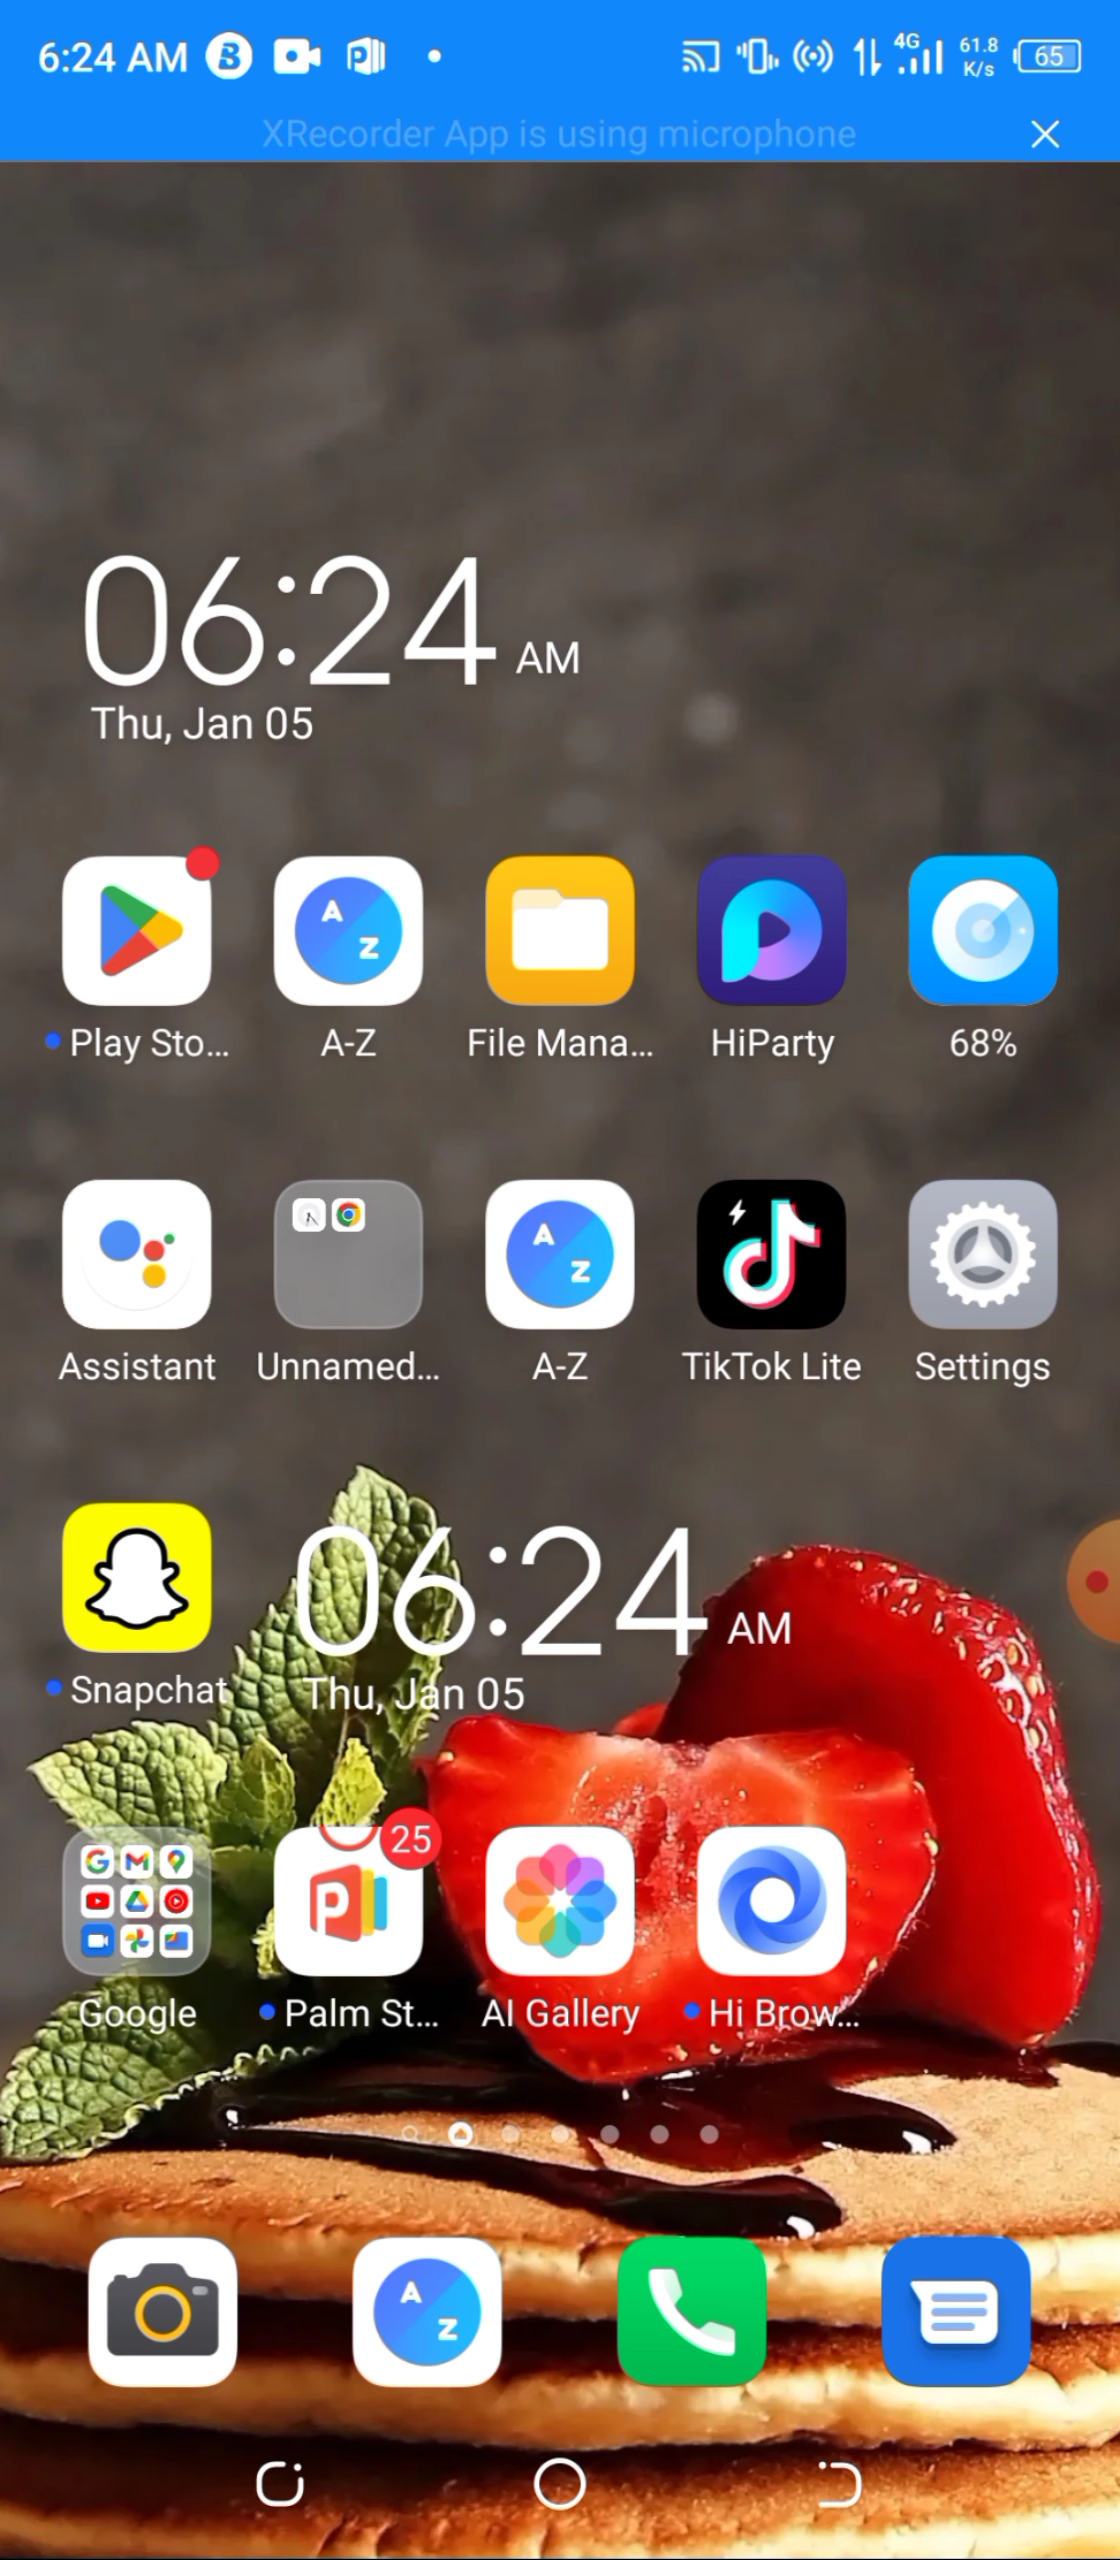 6:24 AM 4G 61.8 K/s 65
XRecorder App is using microphone
06:24 AM
Thu, Jan 05
Play Sto... A-Z File Mana... HiParty 68%
Assistant Unnamed... A-Z TikTok Lite Settings
06:24 AM
Snapchat Thu, Jan 05
25
Google Palm St... AI Gallery Hi Brow...